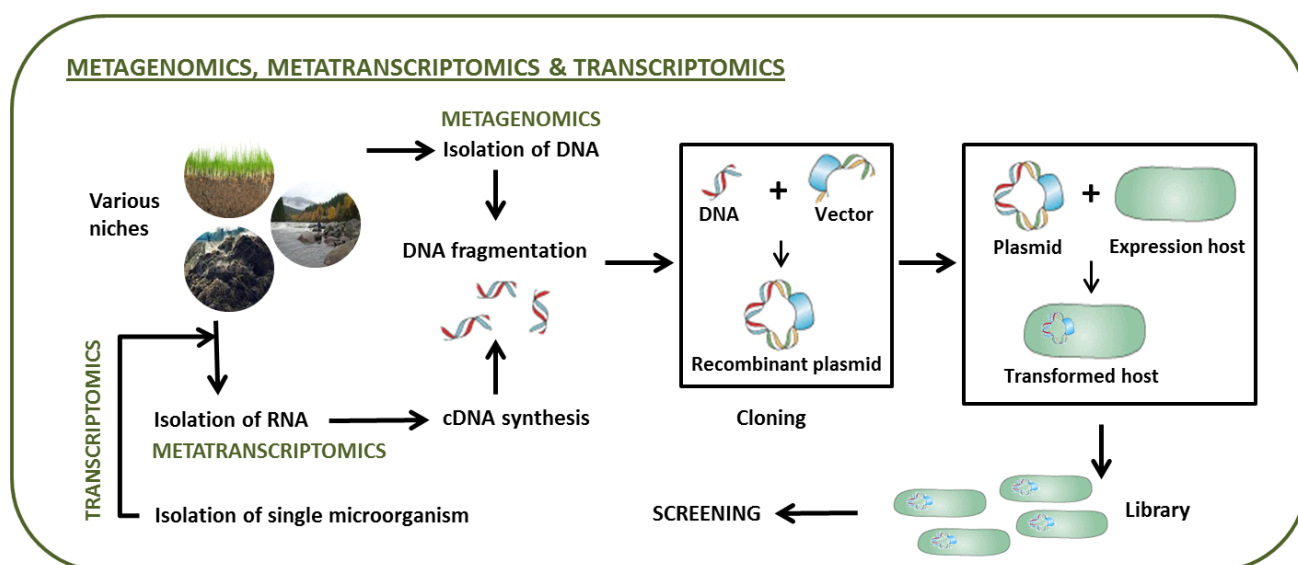 METAGENOMICS, METATRANSCRIPTOMICS & TRANSCRIPTOMICS
METAGENOMICS
Isolation of DNA
Various
niches
DNA fragmentation
DNA
+
Vector
Recombinant plasmid
Cloning
Plasmid
+
Expression host
Transformed host
TRANSCRIPTOMICS
Isolation of RNA
METATRANSCRIPTOMICS
cDNA synthesis
Isolation of single microorganism
SCREENING
Library